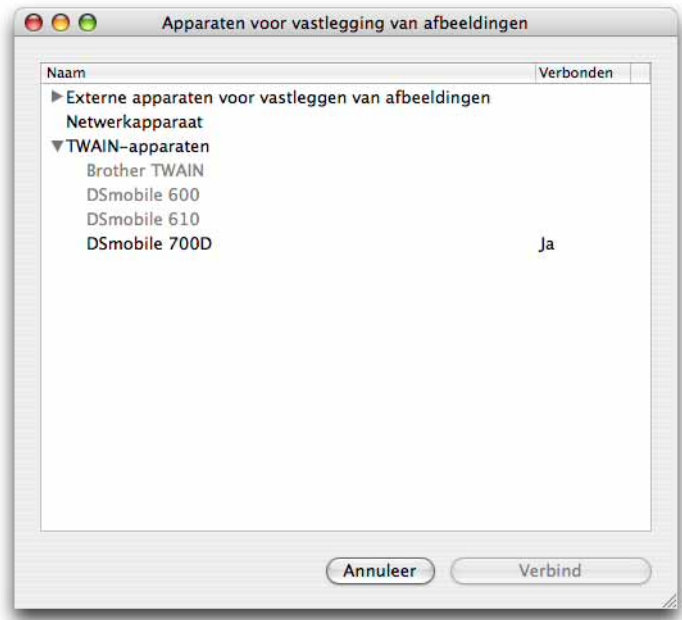 Apparaten voor vastlegging van afbeeldingen
Naam Verbonden
Externe apparaten voor vastleggen van afbeeldingen
Netwerkapparaat
TWAIN-apparaten
Brother TWAIN
DSmobile 600
DSmobile 610
DSmobile 700D Ja
Annuleer Verbind